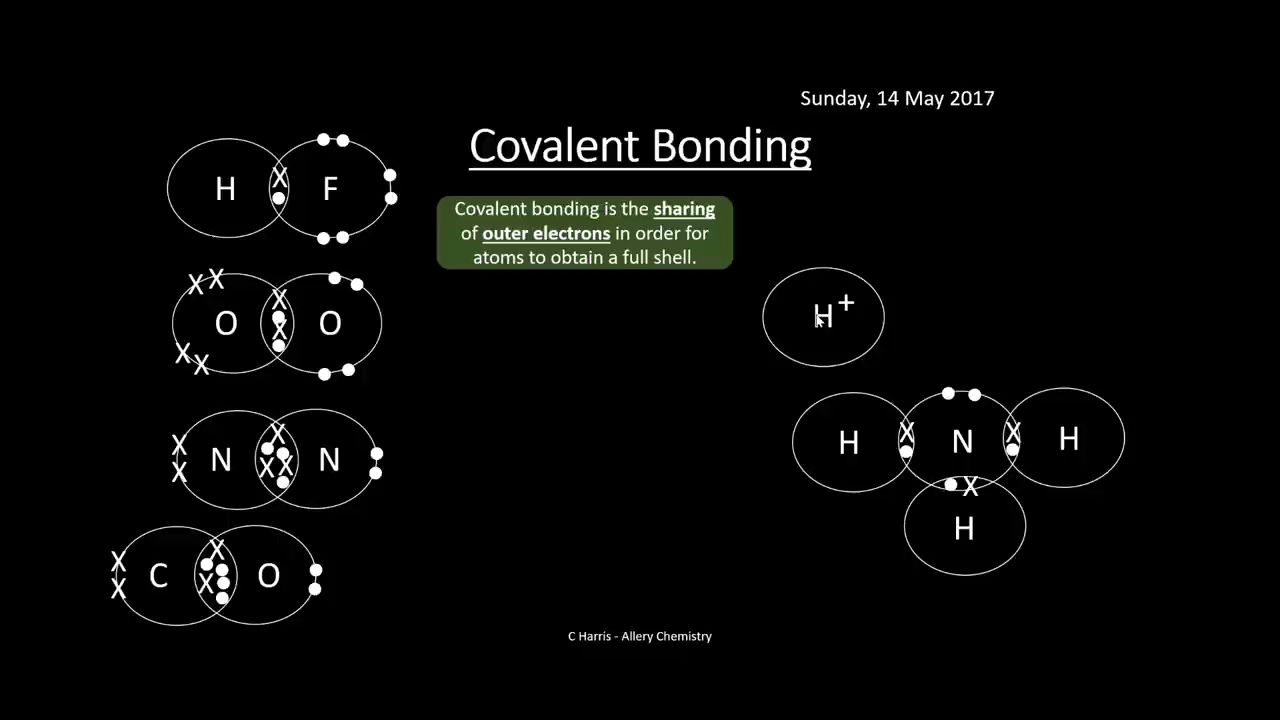 Sunday, 14 May 2017
Covalent Bonding
Covalent bonding is the sharing
of outer electrons in order for
atoms to obtain a full shell.
H X F
X X X X O X X O
X X N X X X N
X X C X X O
H+
H X N X H
X
H
C Harris - Allery Chemistry